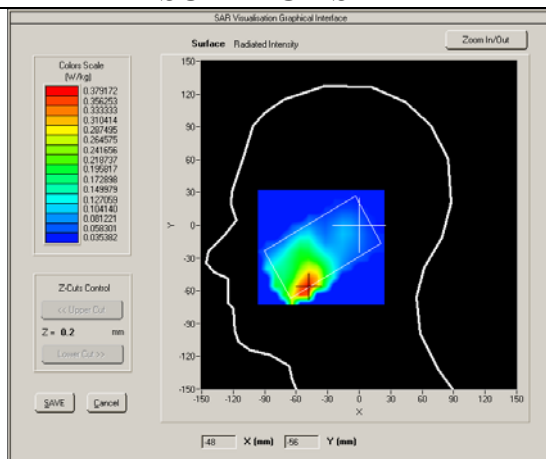 SAR Visualisation Graphical Interface
Surface Radiated Intensity
Zoom In/Out
Colors Scale
(W/kg)
0.379172
0.356253
0.333333
0.310414
0.287495
0.264575
0.241656
0.218737
0.195817
0.172898
0.149979
0.127059
0.104140
0.081221
0.058301
0.035382
150
120
90
60
30
0
-30
-60
-90
-120
-150
Y
-150 -120 -90 -60 -30 0 30 60 90 120 150
X
Z-Cuts Control
<< Upper Cut
Z = 0.2 mm
Lower Cut >>
SAVE Cancel
-48 X (mm) -56 Y (mm)